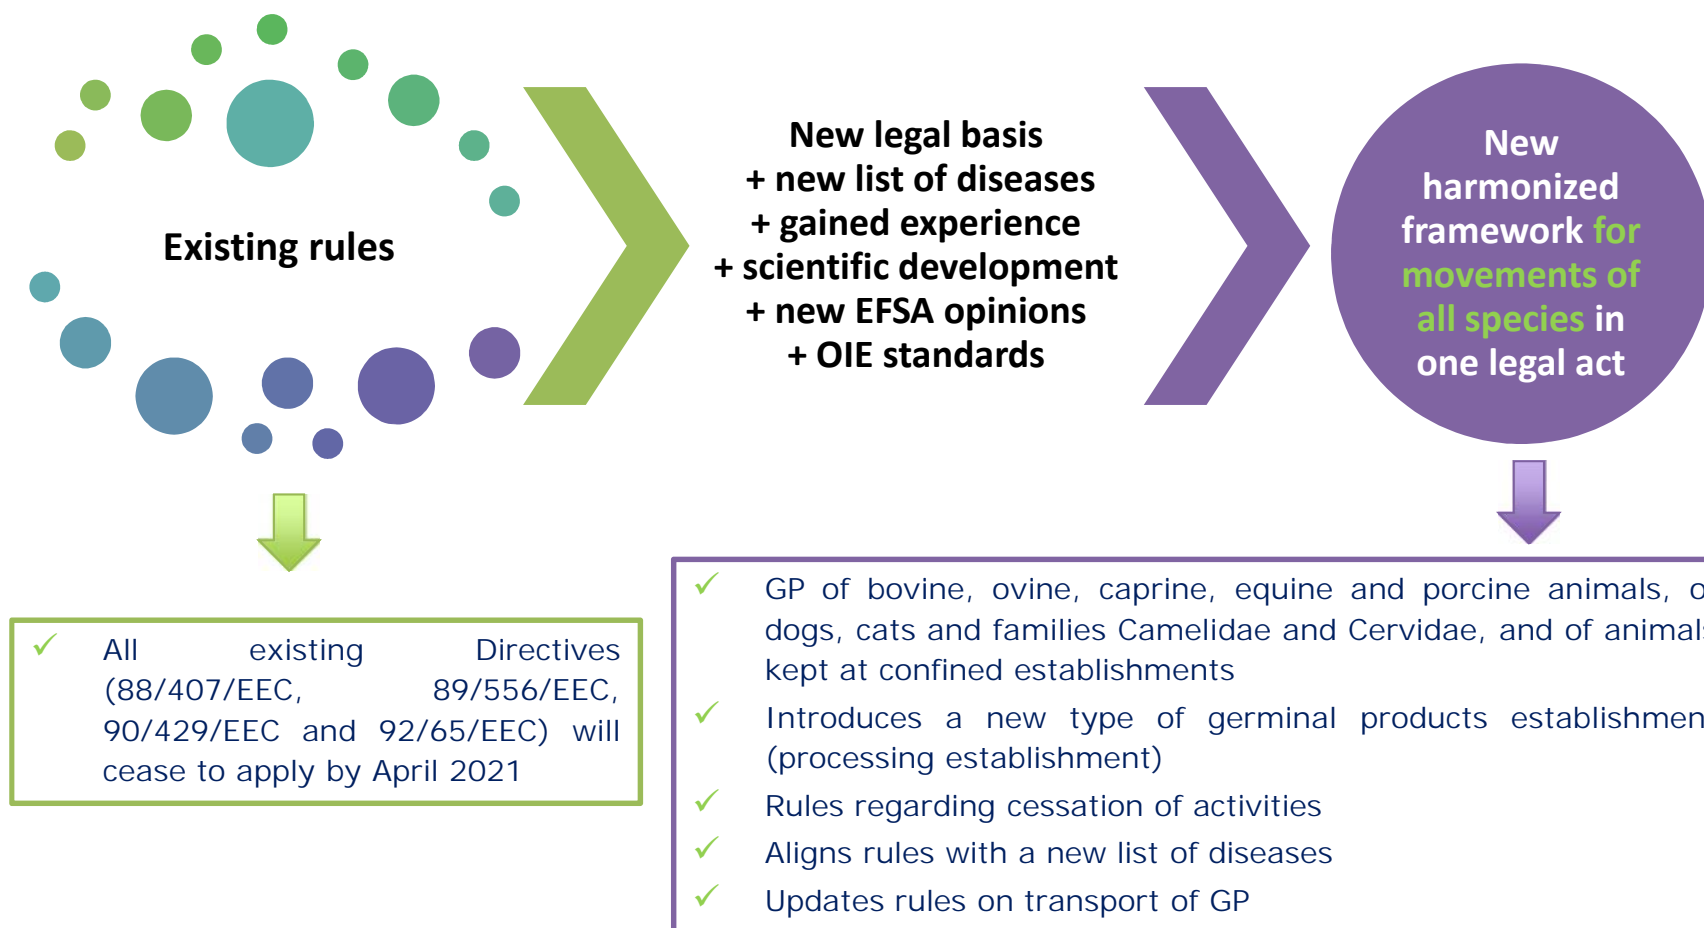 Existing rules
New legal basis
+ new list of diseases
+ gained experience
+ scientific development
+ new EFSA opinions
+ OIE standards
New
harmonized
framework for
movements of
all species in
one legal act
✓ All existing Directives
(88/407/EEC, 89/556/EEC,
90/429/EEC and 92/65/EEC) will
cease to apply by April 2021
✓ GP of bovine, ovine, caprine, equine and porcine animals,
dogs, cats and families Camelidae and Cervidae, and of animals
kept at confined establishments
✓ Introduces a new type of germinal products establishmen
(processing establishment)
✓ Rules regarding cessation of activities
✓ Aligns rules with a new list of diseases
✓ Updates rules on transport of GP